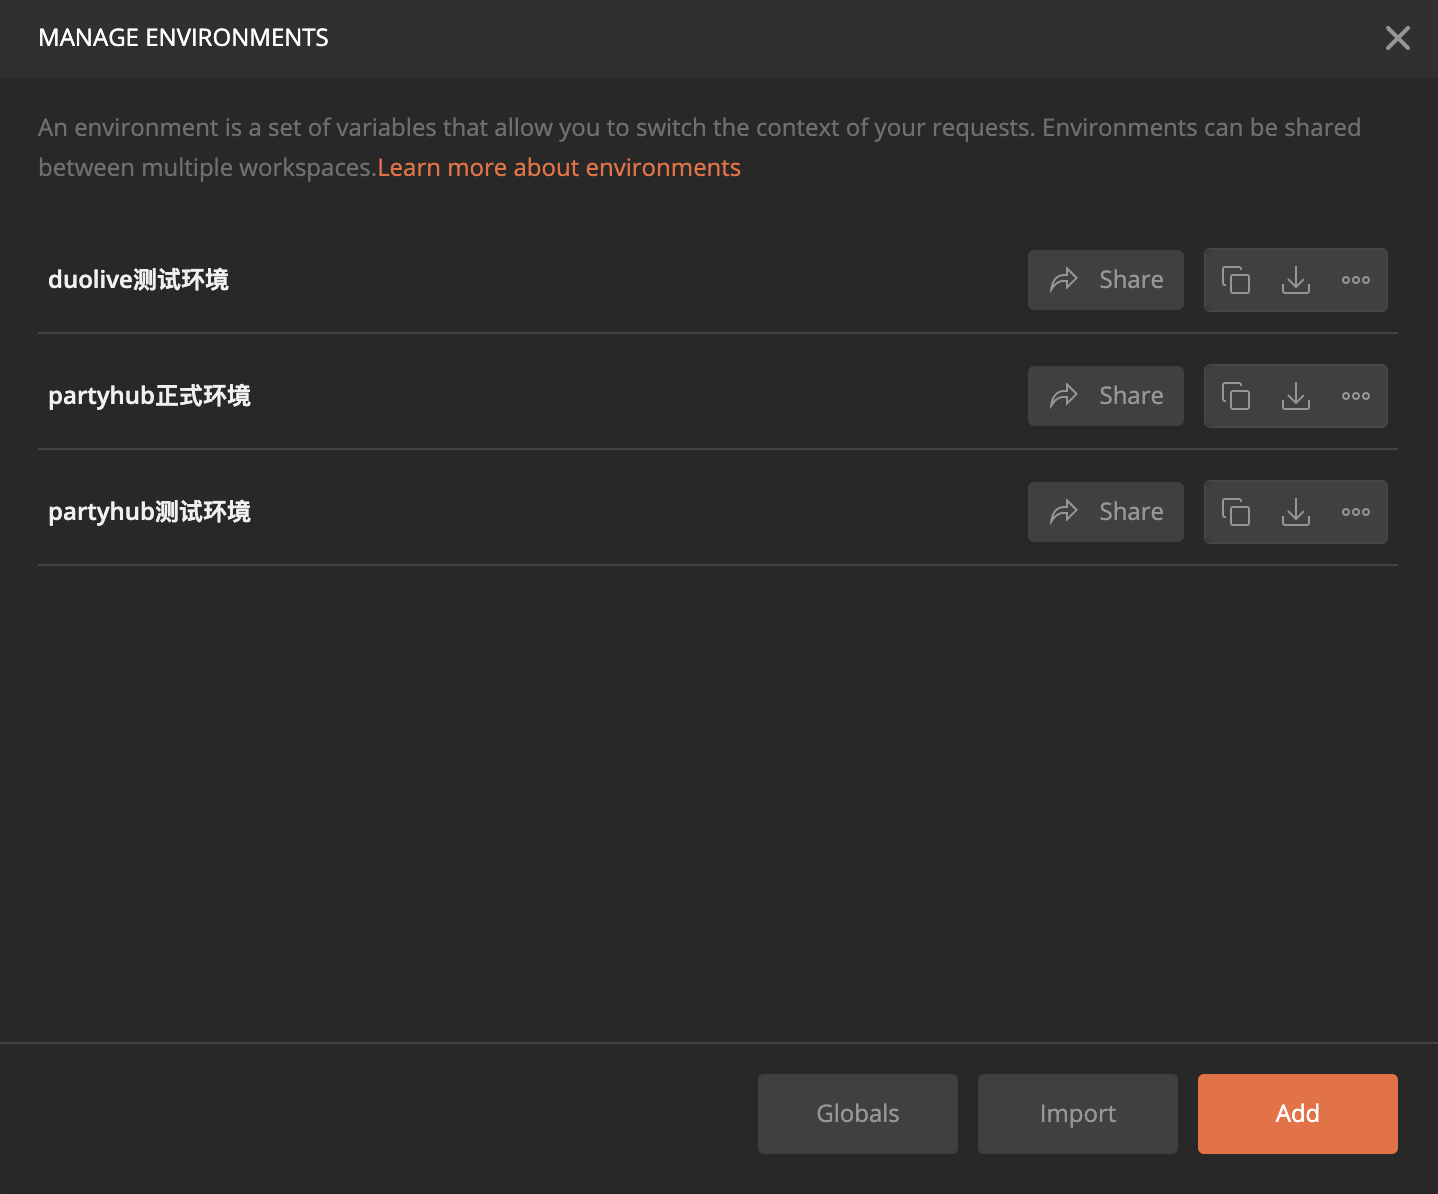 MANAGE ENVIRONMENTS
An environment is a set of variables that allow you to switch the context of your requests. Environments can be shared
between multiple workspaces.Learn more about environments
duolive测试环境
Share
partyhub正式环境
Share
partyhub测试环境
Share
Globals
Import
Add